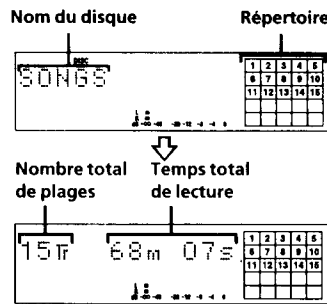 Nom du disque
Répertoire
DISC
SONGS
1 2 3 4 5
6 7 8 9 10
11 12 13 14 15
Nombre total de plages
Temps total de lecture
15Tr 68m 07s
1 2 3 4 5
6 7 8 9 10
11 12 13 14 15